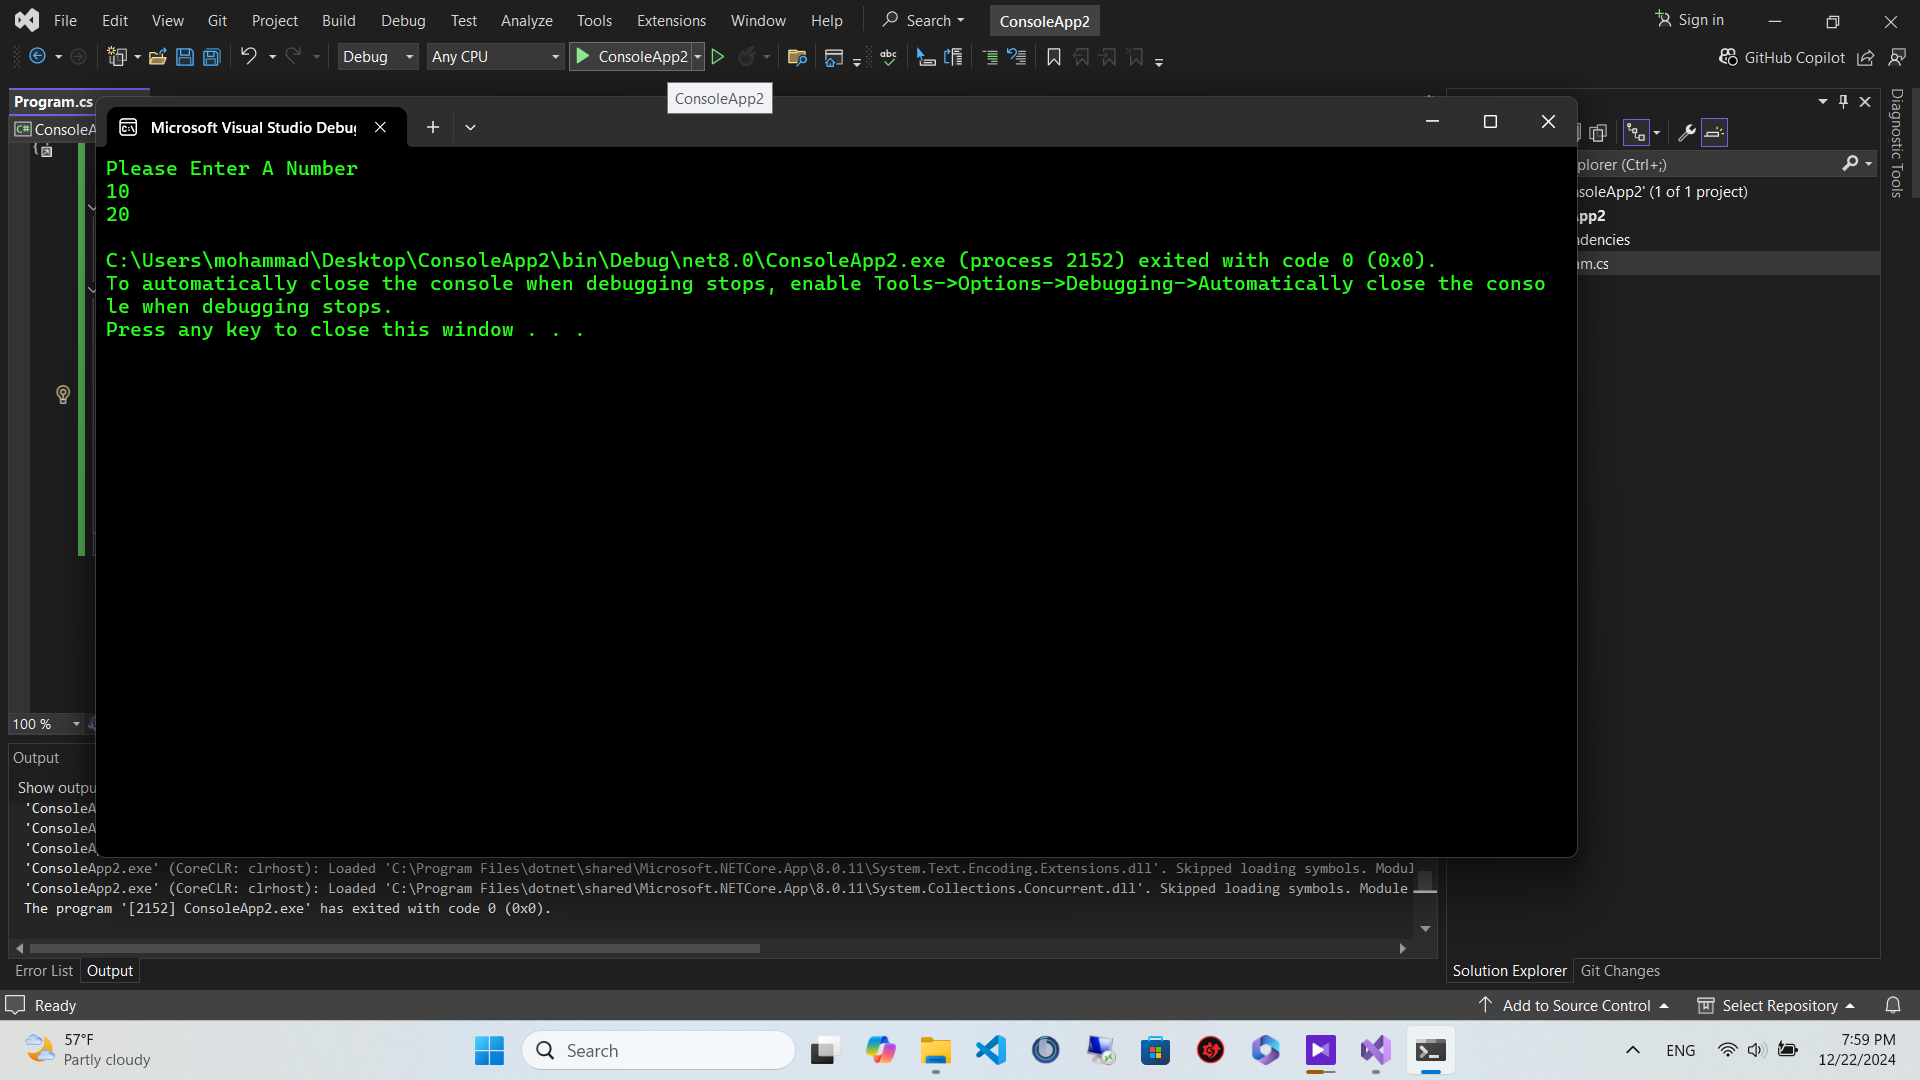 File Edit View Git Project Build Debug Test Analyze Tools Extensions Window Help Search ConsoleApp2 Sign in
Debug Any CPU ConsoleApp2 GitHub Copilot
ConsoleApp2
Program.cs
Microsoft Visual Studio Debug
ConsoleA
Please Enter A Number
10
20
C:\Users\mohammad\Desktop\ConsoleApp2\bin\Debug\net8.0\ConsoleApp2.exe (process 2152) exited with code 0 (0x0).
To automatically close the console when debugging stops, enable Tools->Options->Debugging->Automatically close the conso
le when debugging stops.
Press any key to close this window . . .
plorer (Ctrl+;)
nsoleApp2' (1 of 1 project)
App2
ndencies
am.cs
Diagnostic Tools
100 %
Output
Show outpu
'ConsoleA
'ConsoleA
'ConsoleA
'ConsoleApp2.exe' (CoreCLR: clrhost): Loaded 'C:\Program Files\dotnet\shared\Microsoft.NETCore.App\8.0.11\System.Text.Encoding.Extensions.dll'. Skipped loading symbols. Modul
'ConsoleApp2.exe' (CoreCLR: clrhost): Loaded 'C:\Program Files\dotnet\shared\Microsoft.NETCore.App\8.0.11\System.Collections.Concurrent.dll'. Skipped loading symbols. Module
The program '[2152] ConsoleApp2.exe' has exited with code 0 (0x0).
Error List Output
Solution Explorer Git Changes
Ready
Add to Source Control Select Repository
57°F
Partly cloudy
Search
ENG
7:59 PM
12/22/2024